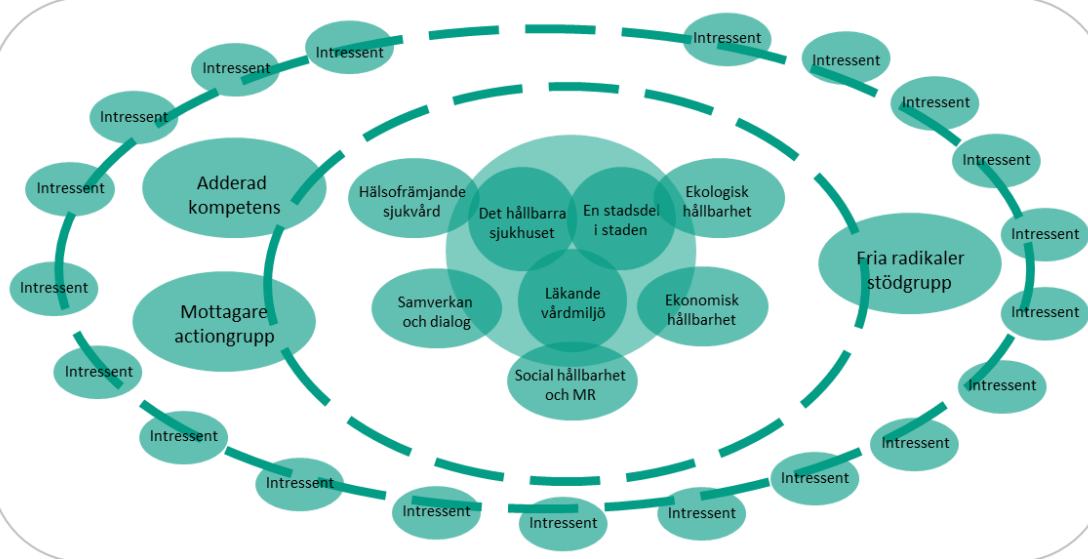 Intressent
Intressent
Intressent
Intressent
Intressent
Intressent
Intressent
Adderad
kompetens
Intressent
Hälsofrämjande
sjukvård
Det hållbara
sjukhuset
En stadsdel
i staden
Ekologisk
hållbarhet
Intressent
Fria radikaler
stödgrupp
Intressent
Mottagare
actiongrupp
Samverkan
och dialog
Läkande
vårdmiljö
Ekonomisk
hållbarhet
Intressent
Intressent
Social hållbarhet
och MR
Intressent
Intressent
Intressent
Intressent
Intressent
Intressent
Intressent
Intressent
Intressent